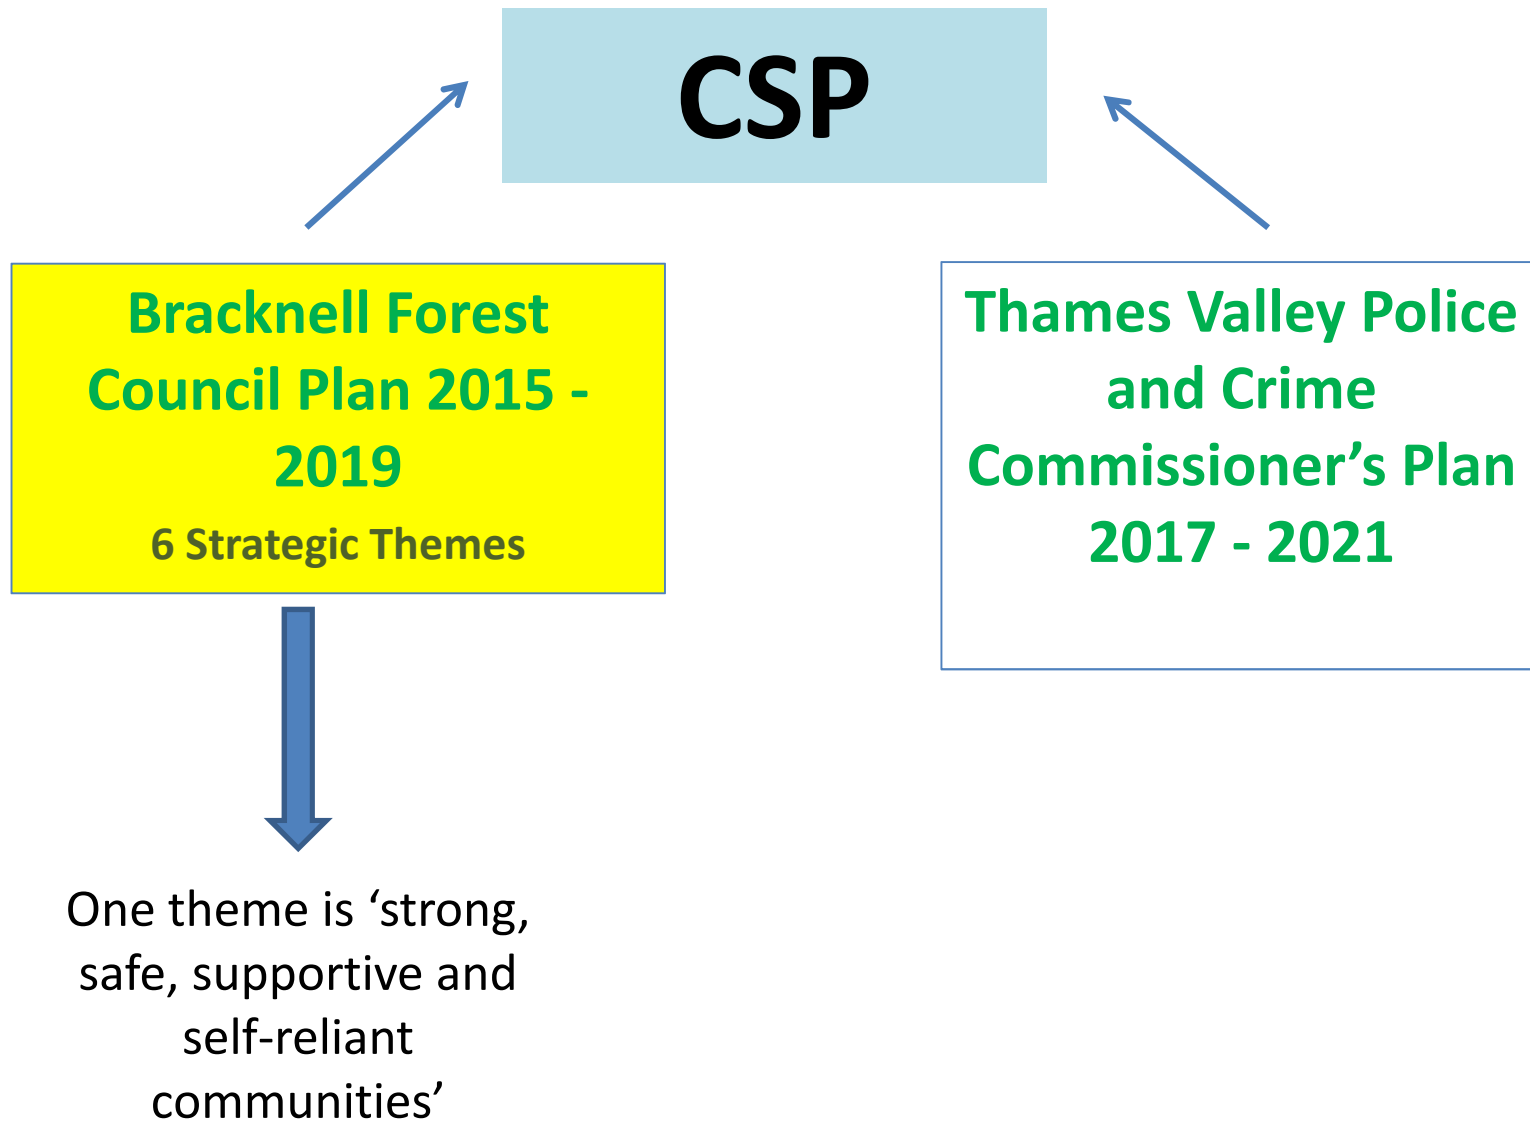 CSP
Bracknell Forest
Council Plan 2015 -
2019
6 Strategic Themes
Thames Valley Police
and Crime
Commissioner’s Plan
2017 - 2021
One theme is ‘strong,
safe, supportive and
self-reliant
communities’